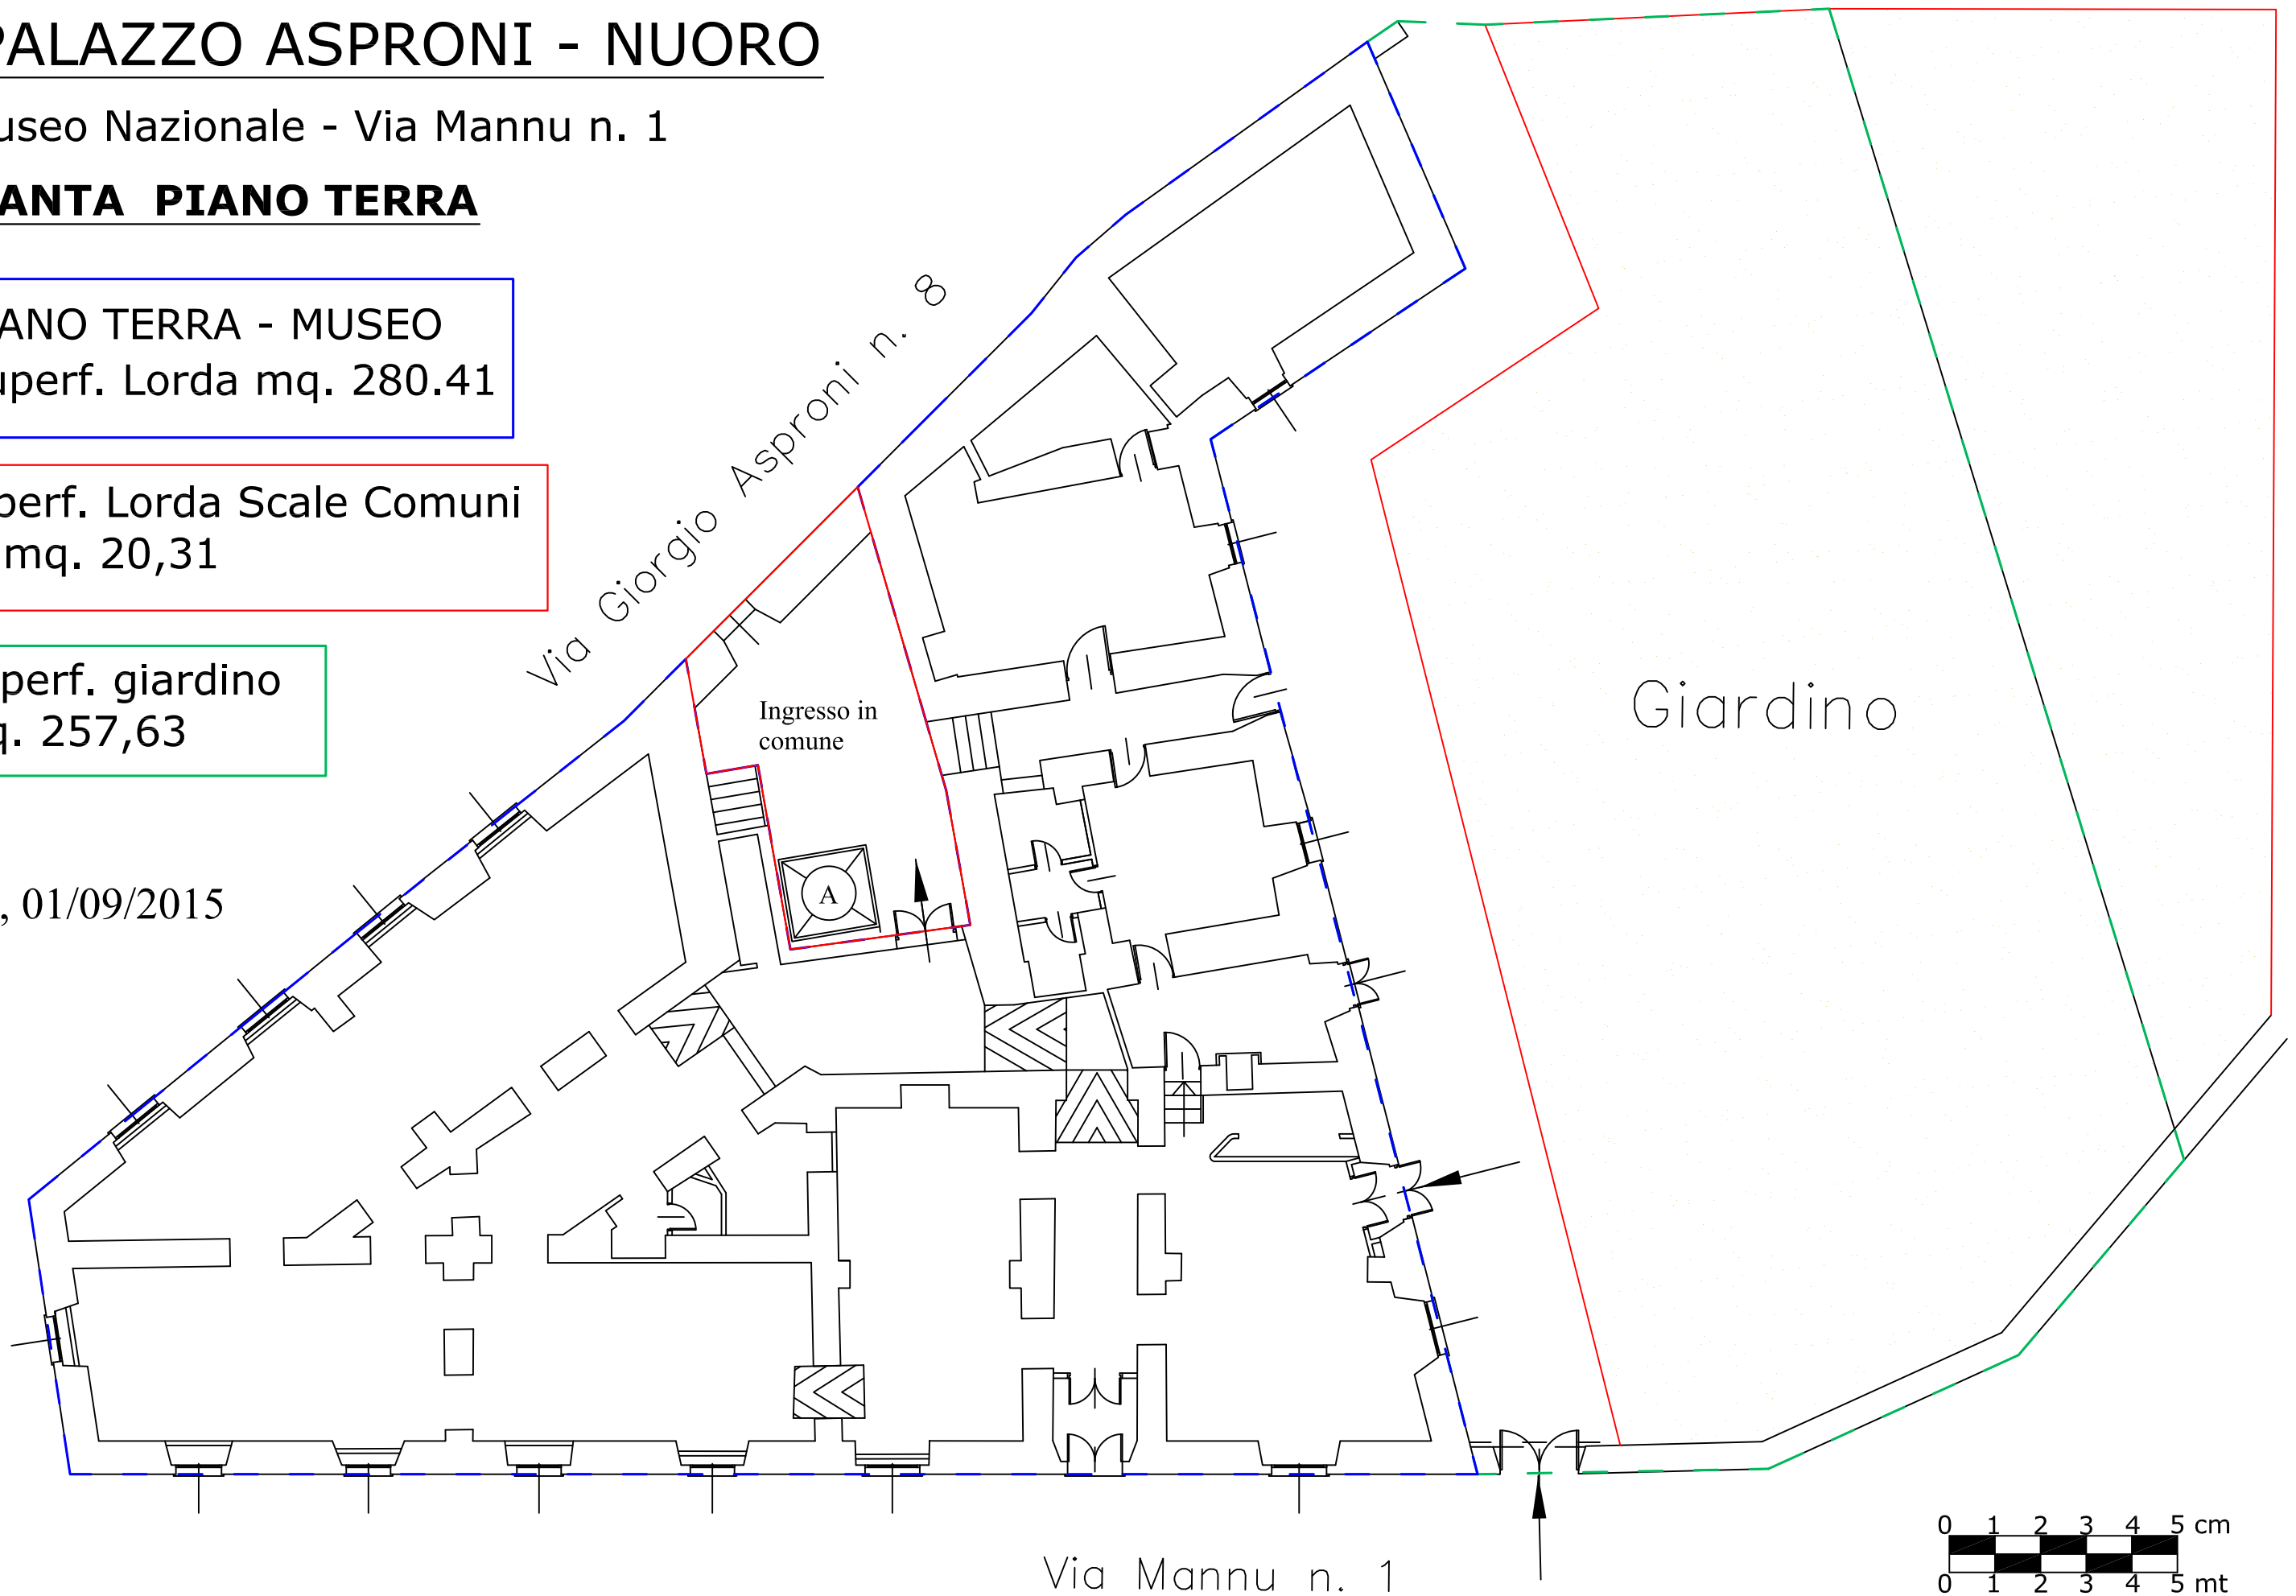 PALAZZO ASPRONI - NUORO
useo Nazionale - Via Mannu n. 1
ANTA PIANO TERRA
ANO TERRA - MUSEO
uperf. Lorda mq. 280.41
perf. Lorda Scale Comuni
mq. 20,31
perf. giardino
q. 257,63
, 01/09/2015
Via Giorgio Asproni n. 8
Ingresso in
comune
A
Giardino
Via Mannu n. 1
0 1 2 3 4 5 cm
0 1 2 3 4 5 mt